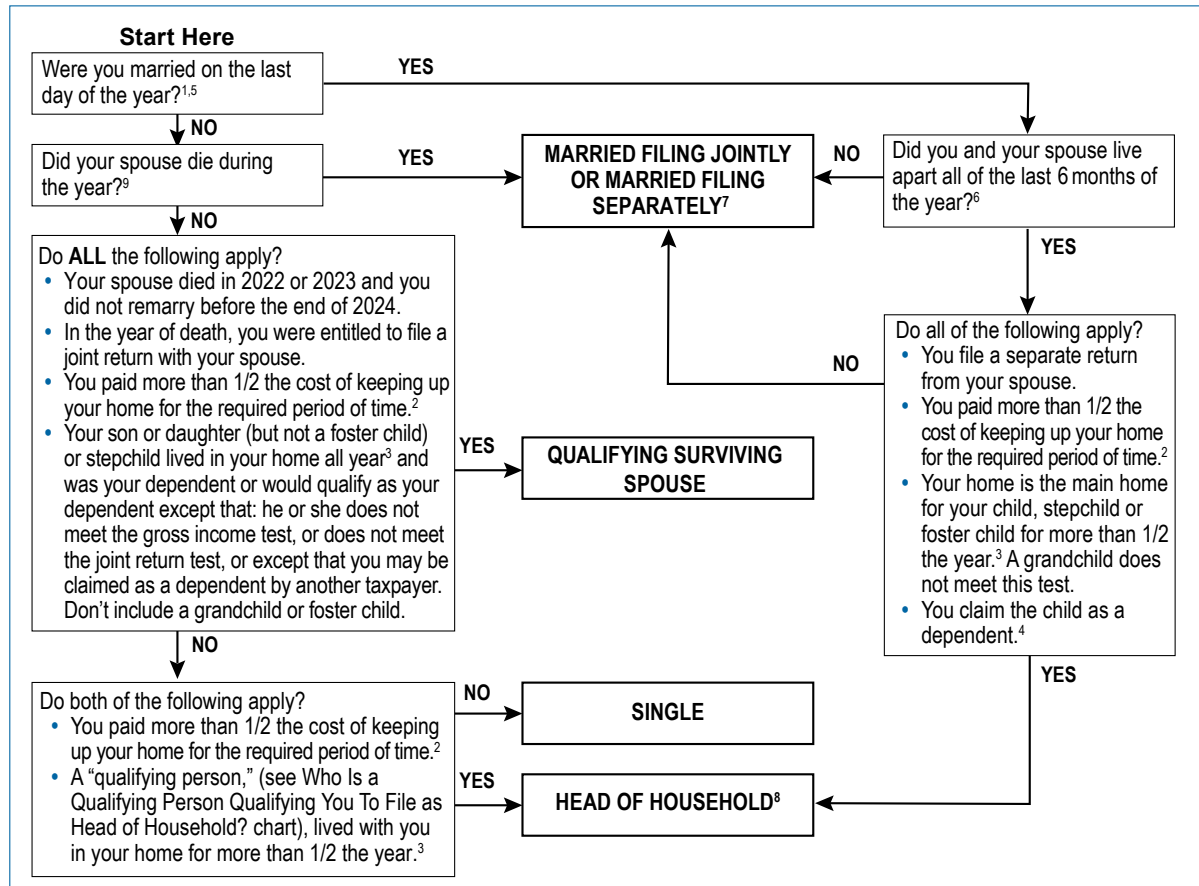 Start Here
Were you married on the last
day of the year?1,5
YES
NO
Did your spouse die during
the year?9
YES
MARRIED FILING JOINTLY
OR MARRIED FILING
SEPARATELY7
NO
Did you and your spouse live
apart all of the last 6 months of
the year?6
NO
YES
Do ALL the following apply?
• Your spouse died in 2022 or 2023 and you
did not remarry before the end of 2024.
• In the year of death, you were entitled to file a
joint return with your spouse.
• You paid more than 1/2 the cost of keeping up
your home for the required period of time.2
• Your son or daughter (but not a foster child)
or stepchild lived in your home all year3 and
was your dependent or would qualify as your
dependent except that: he or she does not
meet the gross income test, or does not meet
the joint return test, or except that you may be
claimed as a dependent by another taxpayer.
Don’t include a grandchild or foster child.
YES
QUALIFYING SURVIVING
SPOUSE
NO
Do all of the following apply?
• You file a separate return
from your spouse.
• You paid more than 1/2 the
cost of keeping up your home
for the required period of time.2
• Your home is the main home
for your child, stepchild or
foster child for more than 1/2
the year.3 A grandchild does
not meet this test.
• You claim the child as a
dependent.4
NO
YES
Do both of the following apply?
• You paid more than 1/2 the cost of keeping
up your home for the required period of time.2
• A “qualifying person,” (see Who Is a
Qualifying Person Qualifying You To File as
Head of Household? chart), lived with you
in your home for more than 1/2 the year.3
NO
SINGLE
YES
HEAD OF HOUSEHOLD8